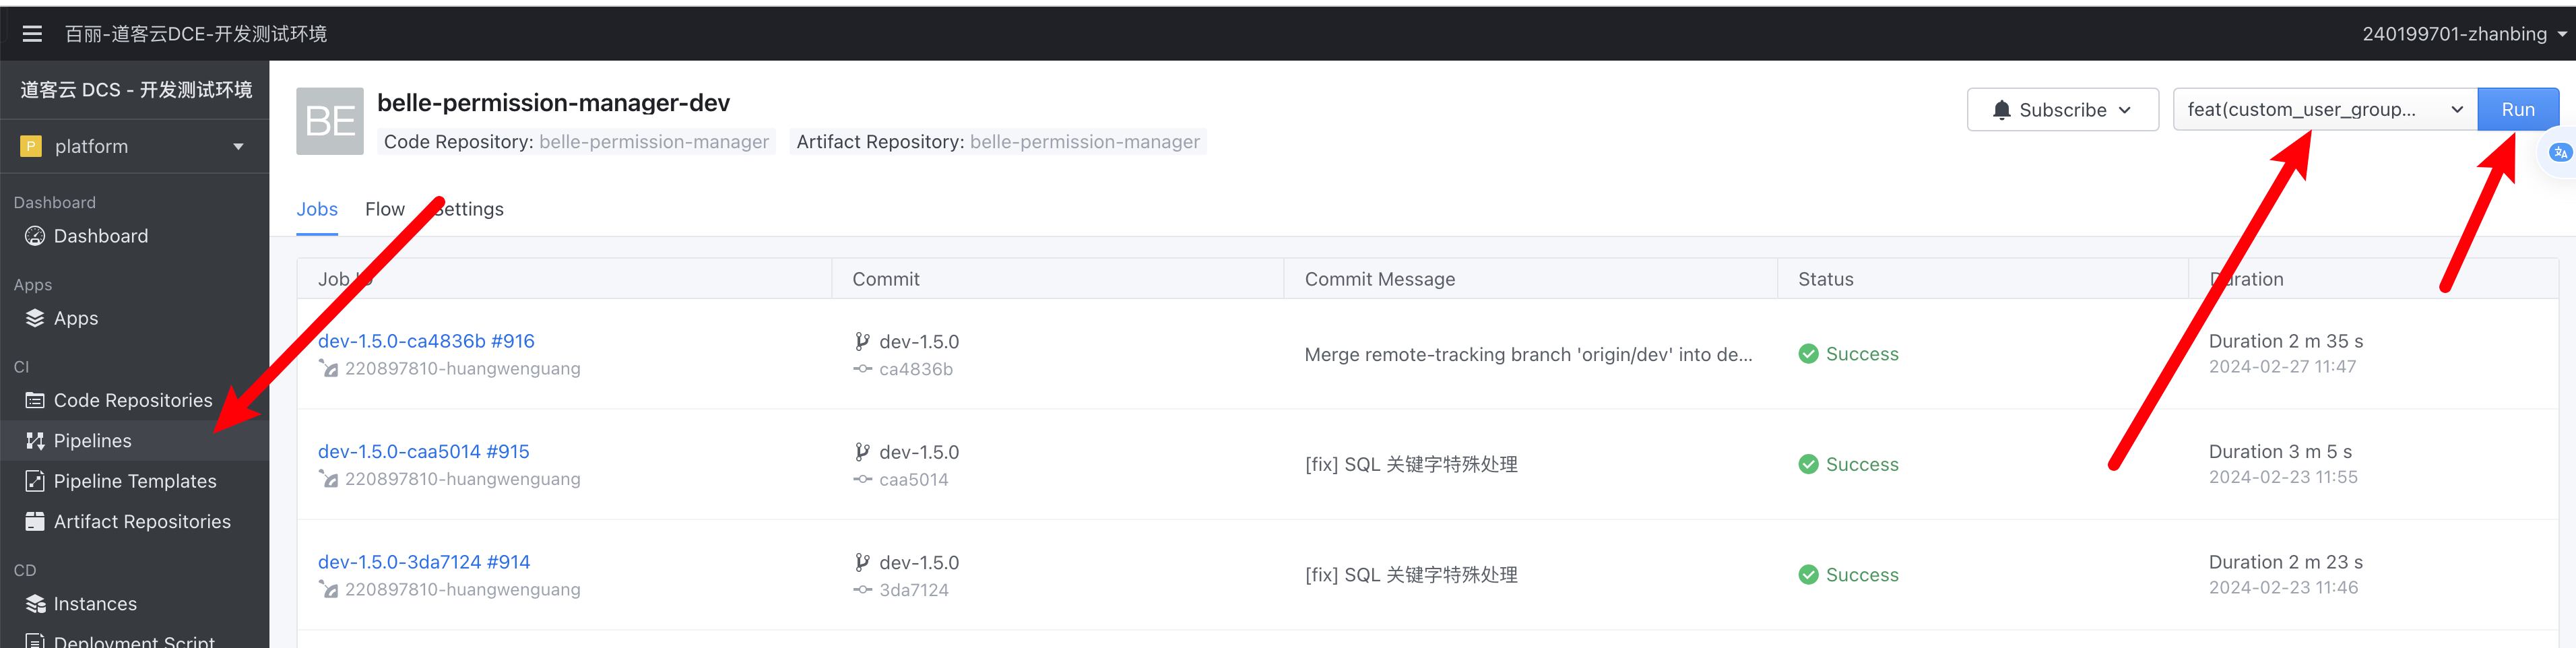 百丽-道客云DCE-开发测试环境
240199701-zhanbing
道客云 DCS - 开发测试环境
P platform
Dashboard
Dashboard
Apps
Apps
CI
Code Repositories
Pipelines
Pipeline Templates
Artifact Repositories
CD
Instances
Deployment Script
BE
belle-permission-manager-dev
Code Repository: belle-permission-manager Artifact Repository: belle-permission-manager
Subscribe
feat(custom_user_group...
Run
Jobs Flow Settings
Job ID Commit Commit Message Status Duration
dev-1.5.0-ca4836b #916
220897810-huangwenguang
dev-1.5.0
ca4836b
Merge remote-tracking branch 'origin/dev' into de...
Success
Duration 2 m 35 s
2024-02-27 11:47
dev-1.5.0-caa5014 #915
220897810-huangwenguang
dev-1.5.0
caa5014
[fix] SQL 关键字特殊处理
Success
Duration 3 m 5 s
2024-02-23 11:55
dev-1.5.0-3da7124 #914
220897810-huangwenguang
dev-1.5.0
3da7124
[fix] SQL 关键字特殊处理
Success
Duration 2 m 23 s
2024-02-23 11:46